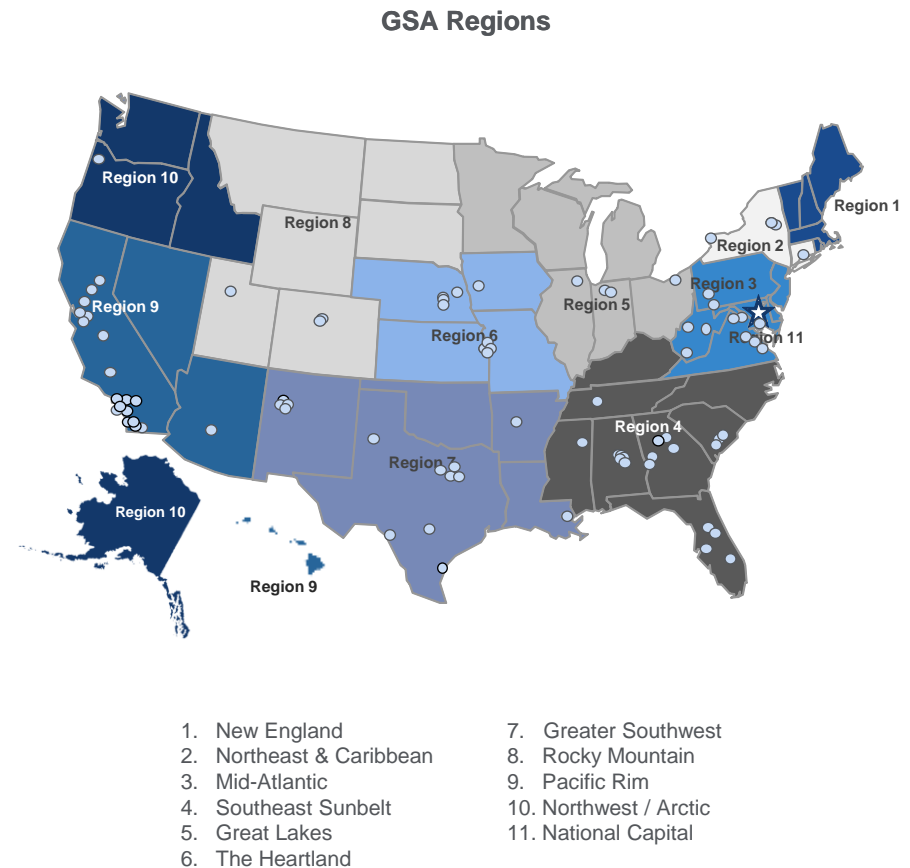 GSA Regions
Region 10
Region 8
Region 1
Region 2
Region 3
Region 9
Region 5
Region 6
Region 11
Region 4
Region 7
Region 10
Region 9
1. New England
2. Northeast & Caribbean
3. Mid-Atlantic
4. Southeast Sunbelt
5. Great Lakes
6. The Heartland
7. Greater Southwest
8. Rocky Mountain
9. Pacific Rim
10. Northwest / Arctic
11. National Capital